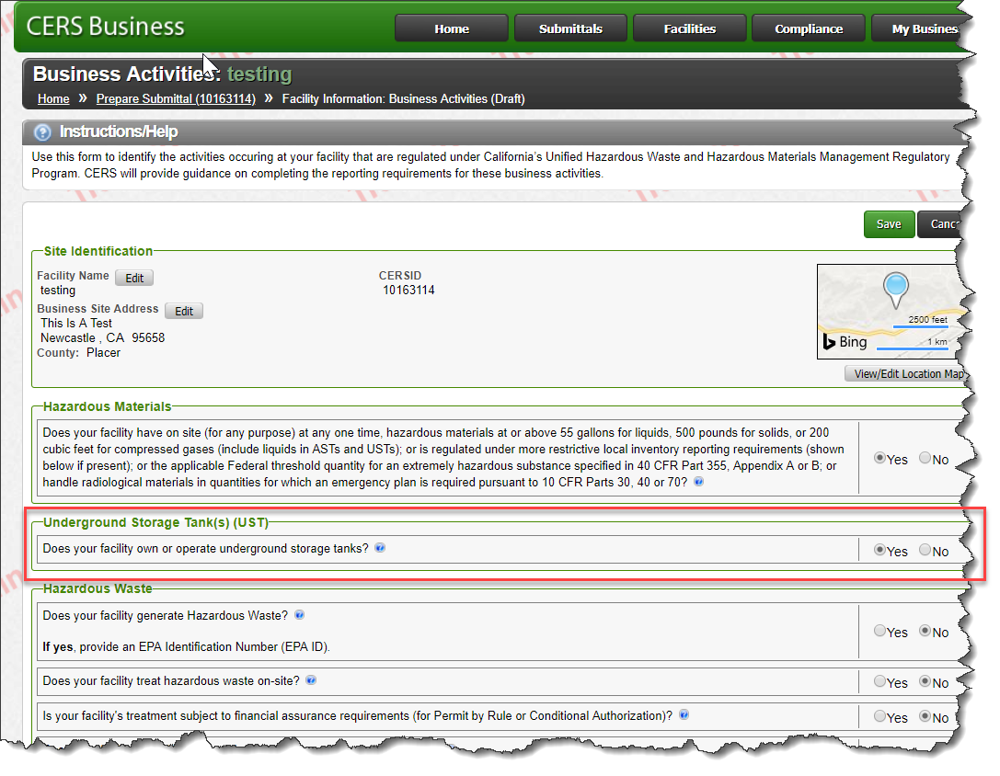 CERS Business
Home Submittals Facilities Compliance My Busines
Business Activities: testing
Home » Prepare Submittal (10163114) » Facility Information: Business Activities (Draft)
Instructions/Help
Use this form to identify the activities occuring at your facility that are regulated under California's Unified Hazardous Waste and Hazardous Materials Management Regulatory
Program. CERS will provide guidance on completing the reporting requirements for these business activities.
Save Canc
Site Identification
Facility Name Edit
testing
CERSID
10163114
Business Site Address Edit
This Is A Test
Newcastle , CA 95658
County: Placer
2500 feet
Bing 1 km
View/Edit Location Map
Hazardous Materials
Does your facility have on site (for any purpose) at any one time, hazardous materials at or above 55 gallons for liquids, 500 pounds for solids, or 200
cubic feet for compressed gases (include liquids in ASTs and USTs); or is regulated under more restrictive local inventory reporting requirements (shown
below if present); or the applicable Federal threshold quantity for an extremely hazardous substance specified in 40 CFR Part 355, Appendix A or B; or
handle radiological materials in quantities for which an emergency plan is required pursuant to 10 CFR Parts 30, 40 or 70?
Yes No
Underground Storage Tank(s) (UST)
Does your facility own or operate underground storage tanks?
Yes No
Hazardous Waste
Does your facility generate Hazardous Waste?
If yes, provide an EPA Identification Number (EPA ID).
Yes No
Does your facility treat hazardous waste on-site?
Yes No
Is your facility's treatment subject to financial assurance requirements (for Permit by Rule or Conditional Authorization)?
Yes No